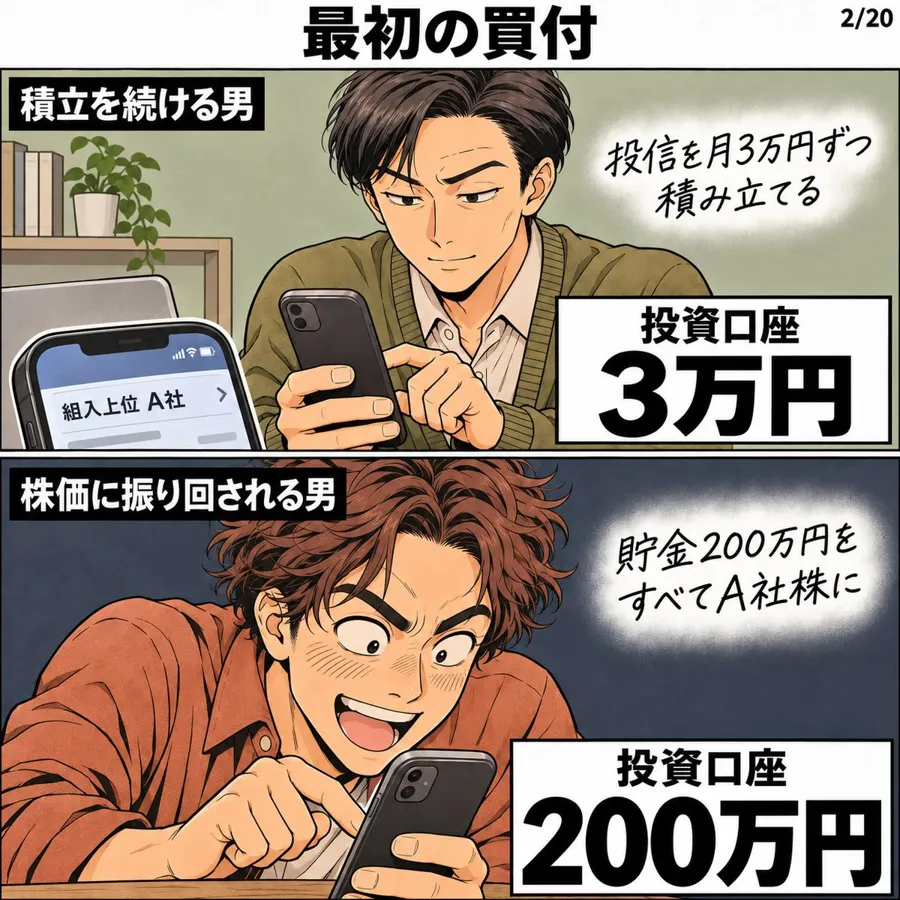 最初の買付
2/20
積立を続ける男
投信を月3万円ずつ
積み立てる
組入上位 A社
投資口座
3万円
株価に振り回される男
貯金200万円を
すべてA社株に
投資口座
200万円